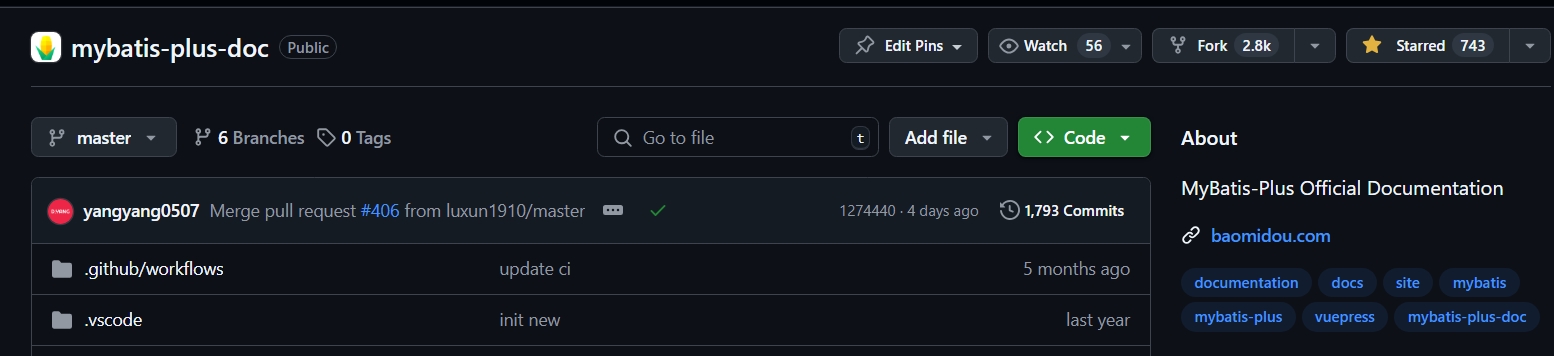 mybatis-plus-doc Public Edit Pins Watch 56 Fork 2.8k Starred 743
master 6 Branches 0 Tags Go to file t Add file Code
About
MyBatis-Plus Official Documentation
baomidou.com
documentation docs site mybatis
mybatis-plus vuepress mybatis-plus-doc
yangyang0507 Merge pull request #406 from luxun1910/master 1274440 · 4 days ago 1,793 Commits
.github/workflows update ci 5 months ago
.vscode init new last year